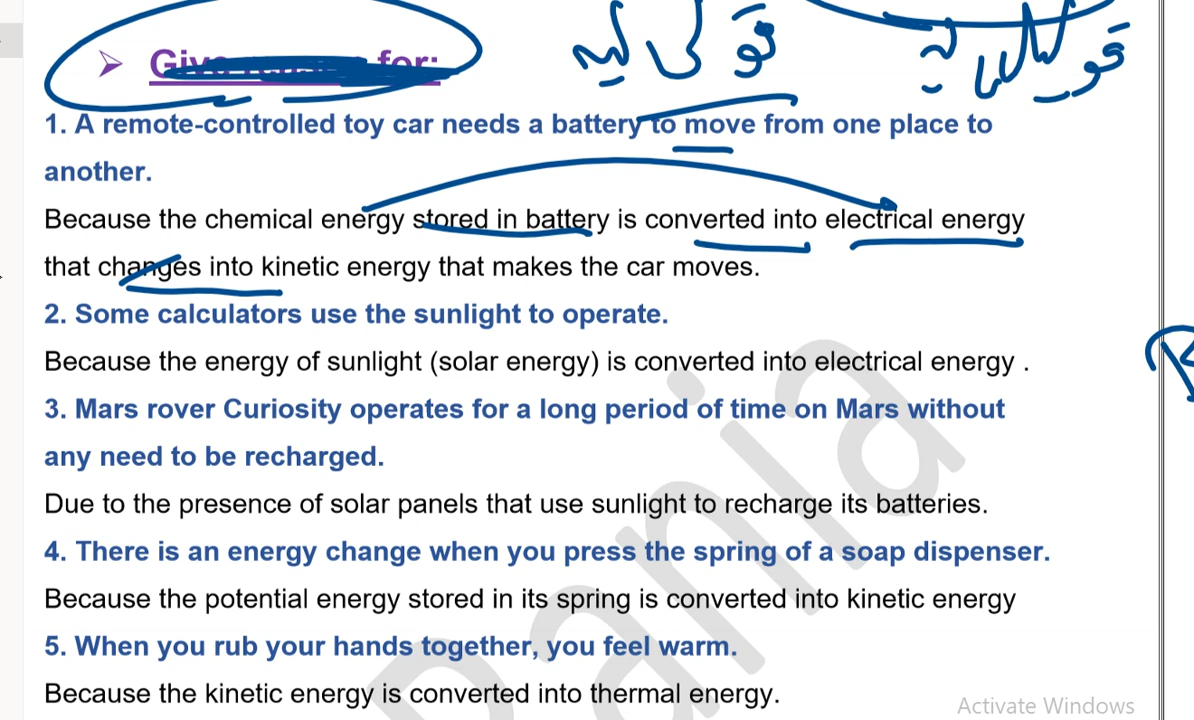 ➢ Give reasons for:
1. A remote-controlled toy car needs a battery to move from one place to
another.
Because the chemical energy stored in battery is converted into electrical energy
that changes into kinetic energy that makes the car moves.
2. Some calculators use the sunlight to operate.
Because the energy of sunlight (solar energy) is converted into electrical energy .
3. Mars rover Curiosity operates for a long period of time on Mars without
any need to be recharged.
Due to the presence of solar panels that use sunlight to recharge its batteries.
4. There is an energy change when you press the spring of a soap dispenser.
Because the potential energy stored in its spring is converted into kinetic energy
5. When you rub your hands together, you feel warm.
Because the kinetic energy is converted into thermal energy.
Rania
Activate Windows